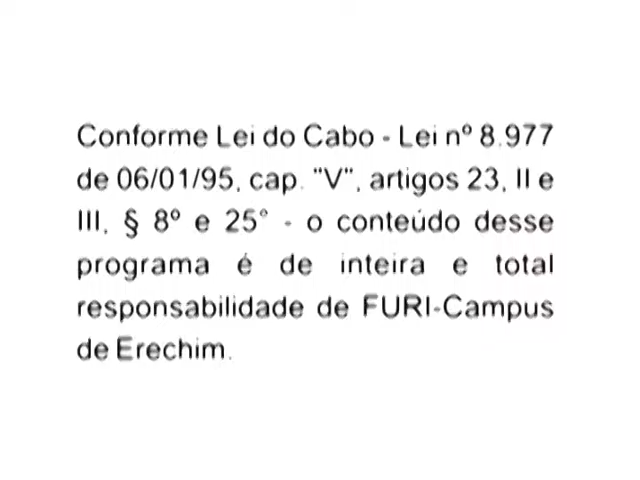 Conforme Lei do Cabo - Lei nº 8.977
de 06/01/95, cap. "V", artigos 23, II e
III, § 8º e 25° - o conteúdo desse
programa é de inteira e total
responsabilidade de FURI-Campus
de Erechim.